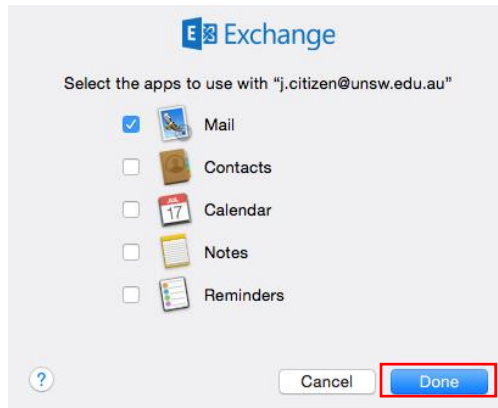 E Exchange
Select the apps to use with “j.citizen@unsw.edu.au”
Mail
Contacts
JUL
17
Calendar
Notes
Reminders
?
Cancel
Done